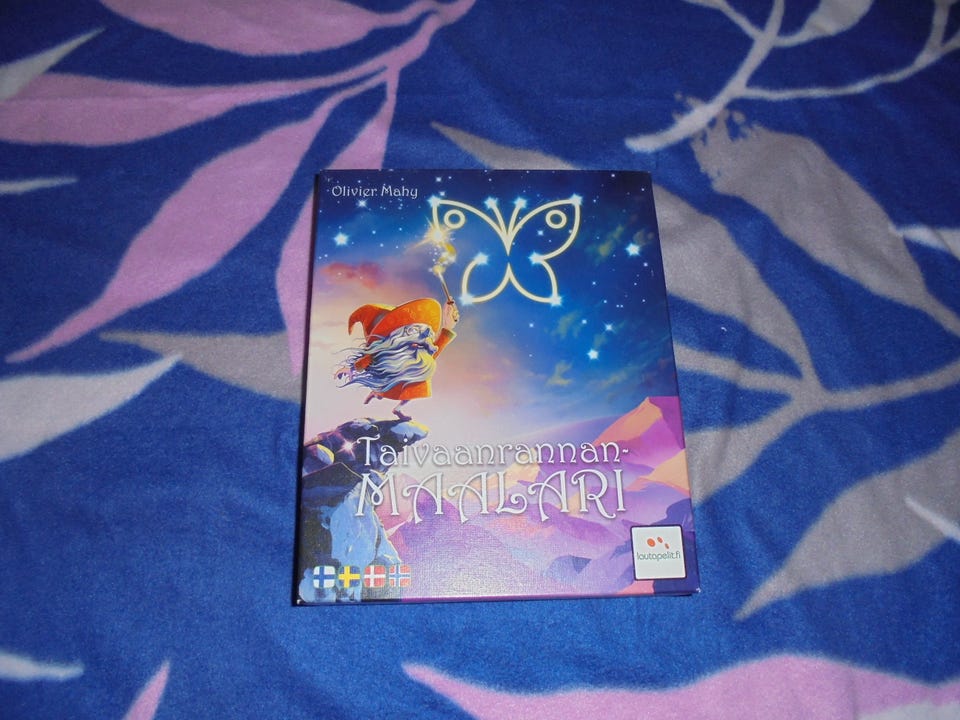 Olivier Mahy
Taivaanrannan-
MAALARI
lautapelit.fi